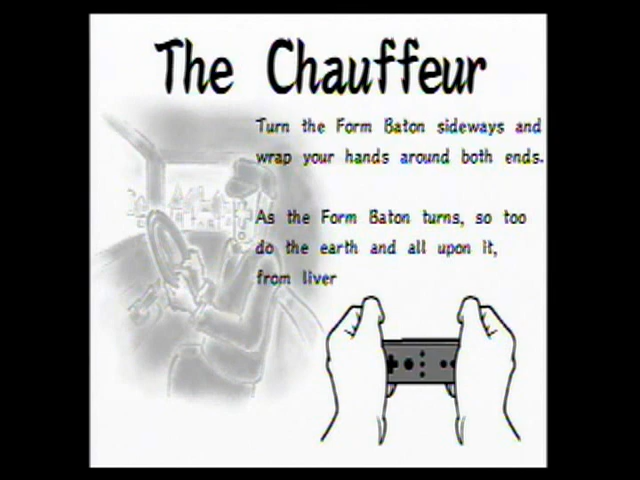 The Chauffeur
Turn the Form Baton sideways and
wrap your hands around both ends.
As the Form Baton turns, so too
do the earth and all upon it,
from liver